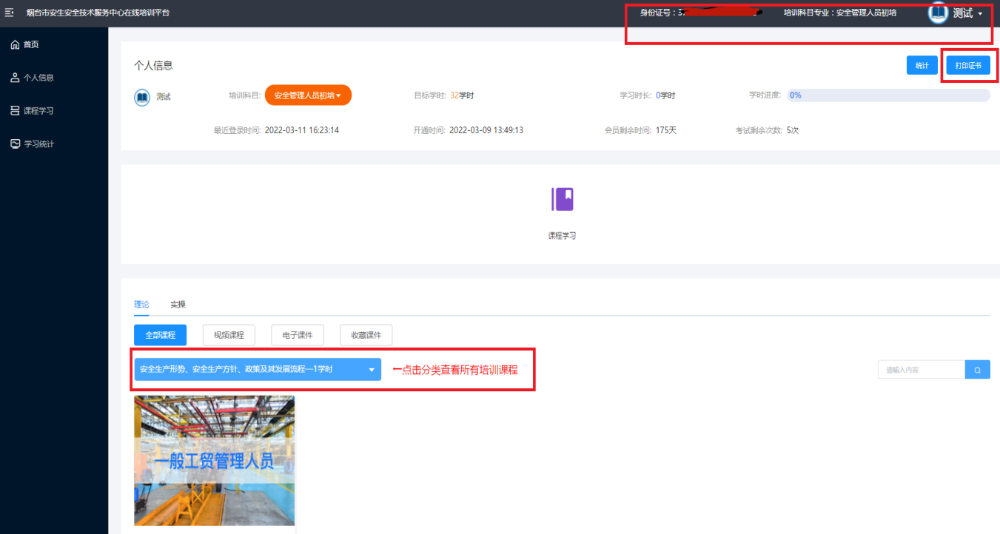 烟台市安生安全技术服务中心在线培训平台
身份证号：3
培训科目专业：安全管理人员初培
测试
首页
个人信息
课程学习
学习统计
个人信息
统计
打印证书
测试
培训科目: 安全管理人员初培
目标学时: 32学时
学习时长: 0学时
学时进度: 0%
最近登录时间: 2022-03-11 16:23:14
开通时间: 2022-03-09 13:49:13
会员剩余时间: 175天
考试剩余次数: 5次
课程学习
理论 实操
全部课程 视频课程 电子课件 收藏课件
安全生产形势、安全生产方针、政策及其发展流程—1学时
←点击分类查看所有培训课程
请输入内容
一般工贸管理人员